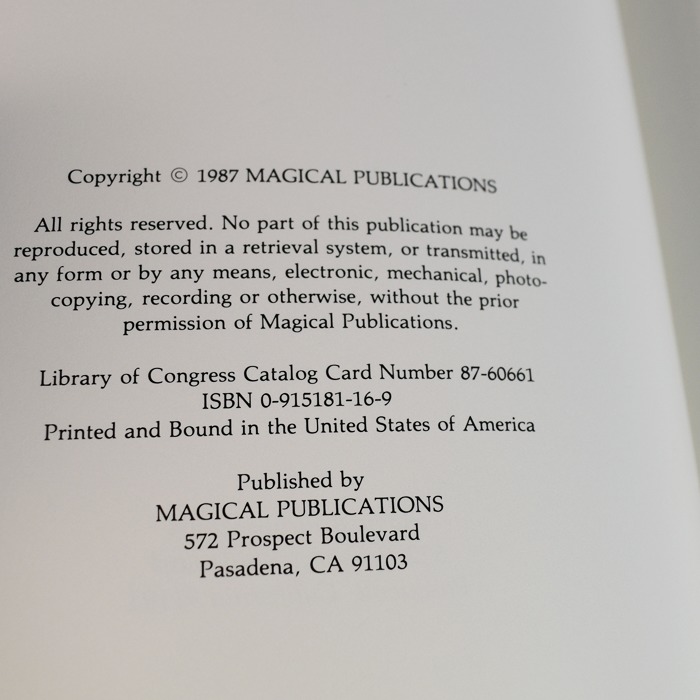 Copyright © 1987 MAGICAL PUBLICATIONS
All rights reserved. No part of this publication may be
reproduced, stored in a retrieval system, or transmitted, in
any form or by any means, electronic, mechanical, photo-
copying, recording or otherwise, without the prior
permission of Magical Publications.
Library of Congress Catalog Card Number 87-60661
ISBN 0-915181-16-9
Printed and Bound in the United States of America
Published by
MAGICAL PUBLICATIONS
572 Prospect Boulevard
Pasadena, CA 91103